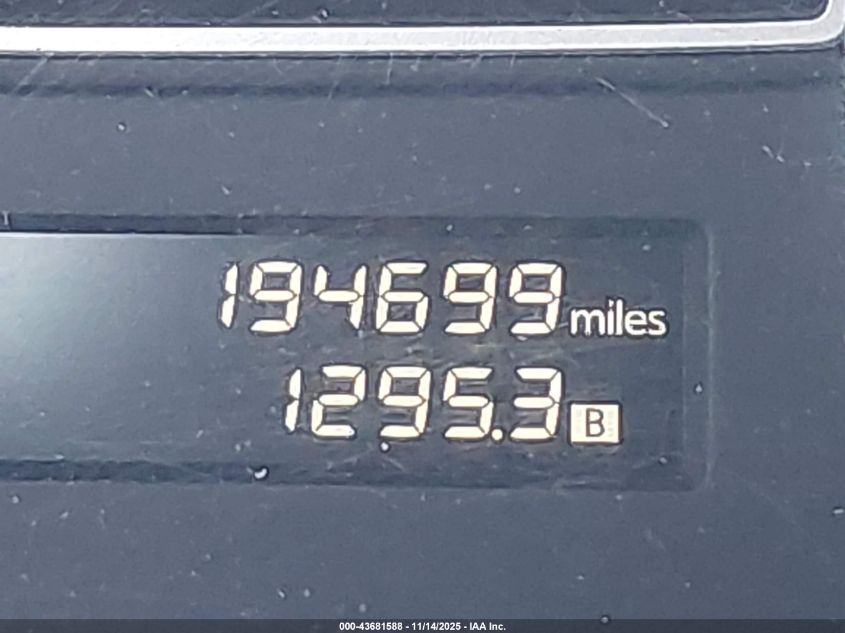 194699 miles
1295.3 B
000-43681588 - 11/14/2025 - IAA Inc.